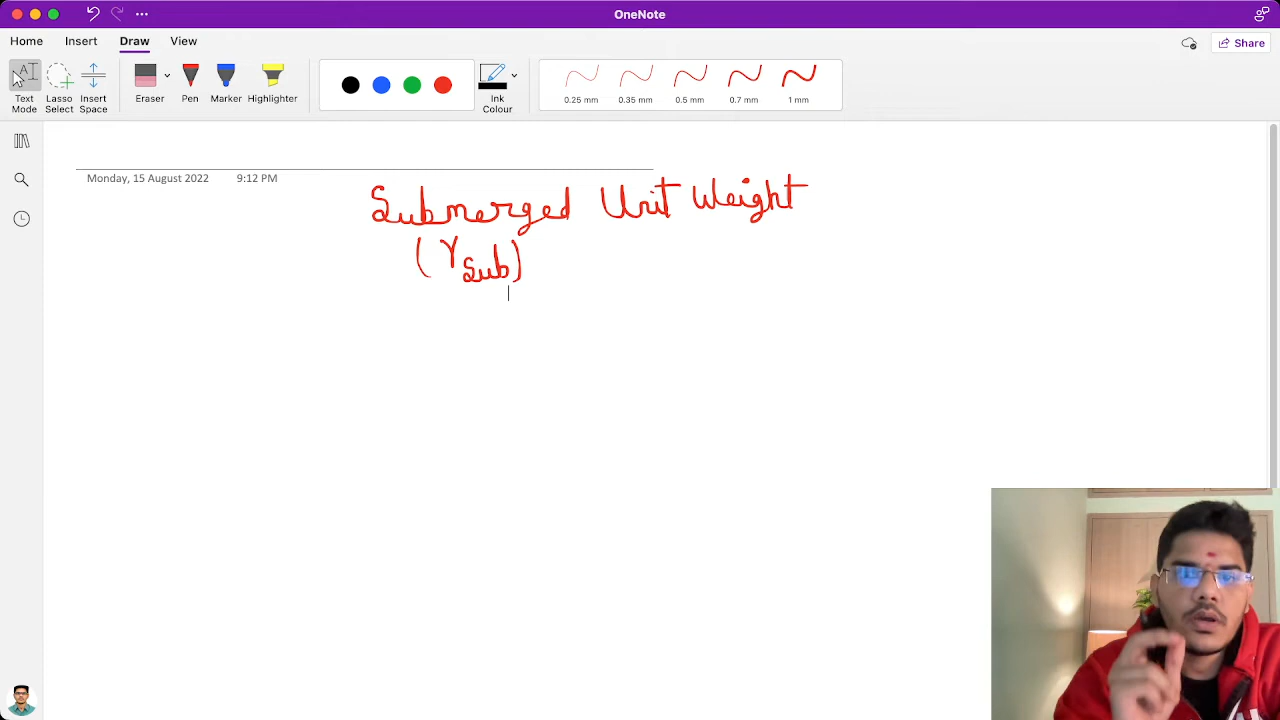 OneNote
Home Insert Draw View
Share
Text Mode
Lasso Select
Insert Space
Eraser
Pen
Marker
Highlighter
Ink Colour
0.25 mm
0.35 mm
0.5 mm
0.7 mm
1 mm
Monday, 15 August 2022 9:12 PM
Submerged Unit Weight
(γsub)